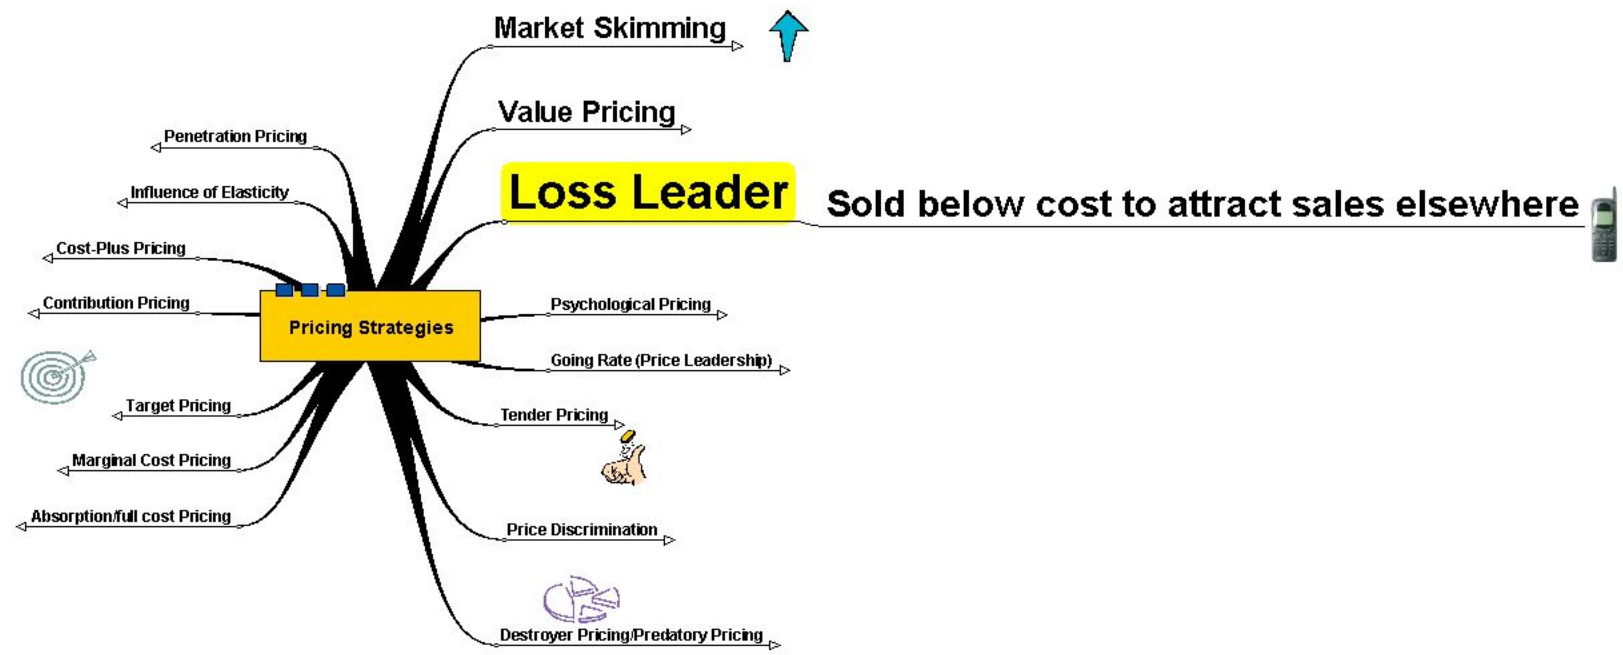 Market Skimming
Value Pricing
Loss Leader
Sold below cost to attract sales elsewhere
Penetration Pricing
Influence of Elasticity
Cost-Plus Pricing
Contribution Pricing
Pricing Strategies
Psychological Pricing
Going Rate (Price Leadership)
Target Pricing
Tender Pricing
Marginal Cost Pricing
Absorption/full cost Pricing
Price Discrimination
Destroyer Pricing/Predatory Pricing